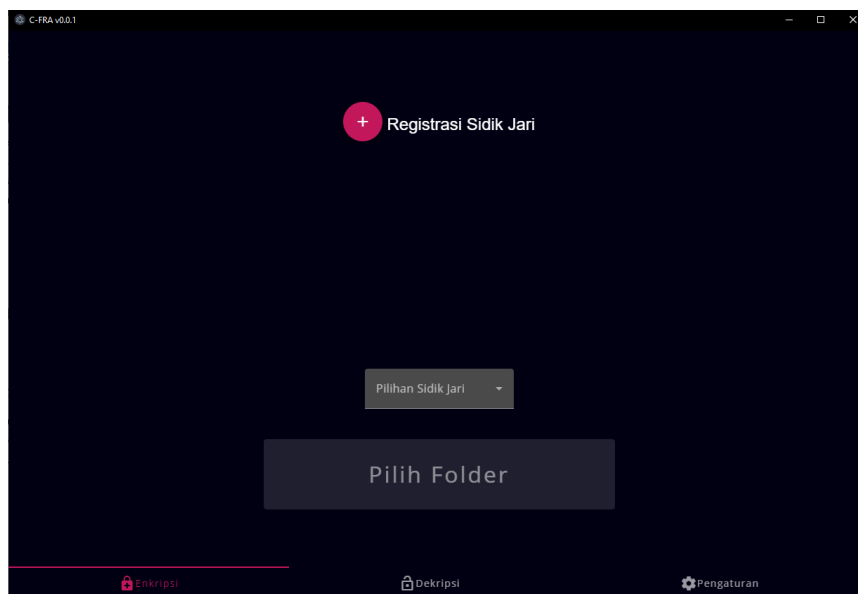 C-FRA v0.0.1
+ Registrasi Sidik Jari
Pilihan Sidik Jari
Pilih Folder
Enkripsi Dekripsi Pengaturan